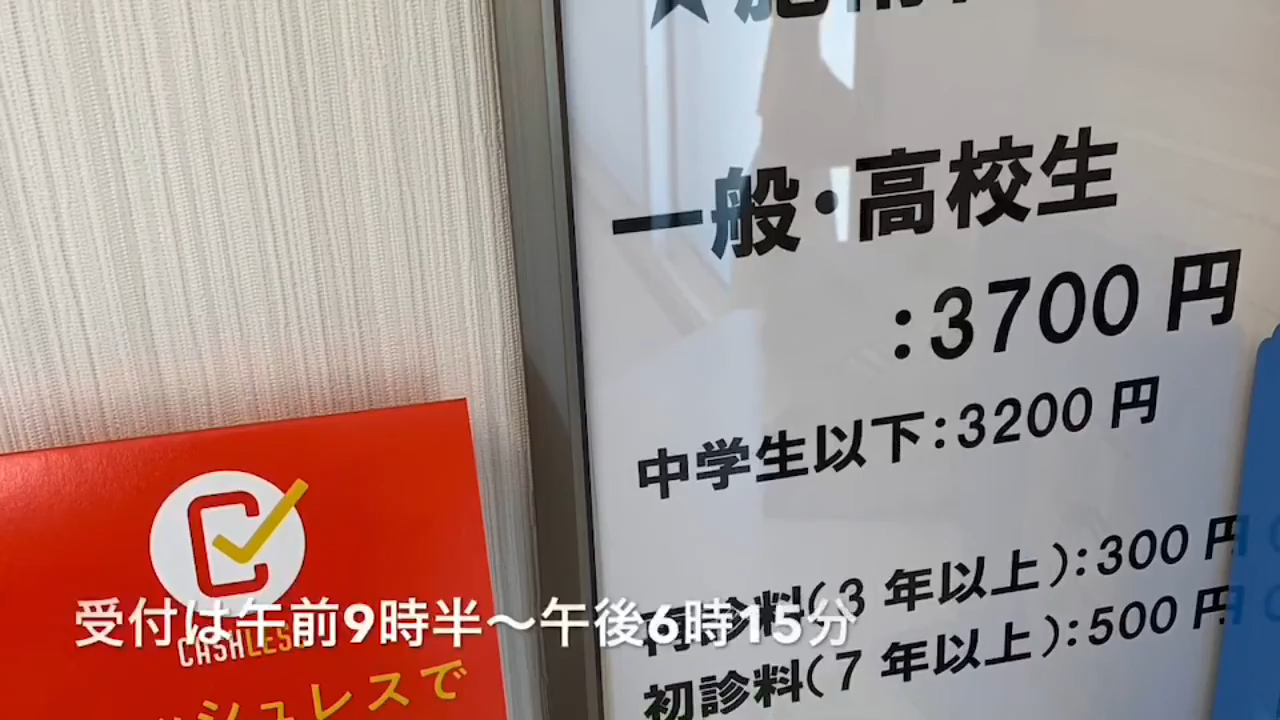 一般・高校生
:3700円
中学生以下:3200円
再診料(3年以上):300円
初診料(7年以上):500円
CASHLESS
シュレスで
受付は午前9時半～午後6時15分